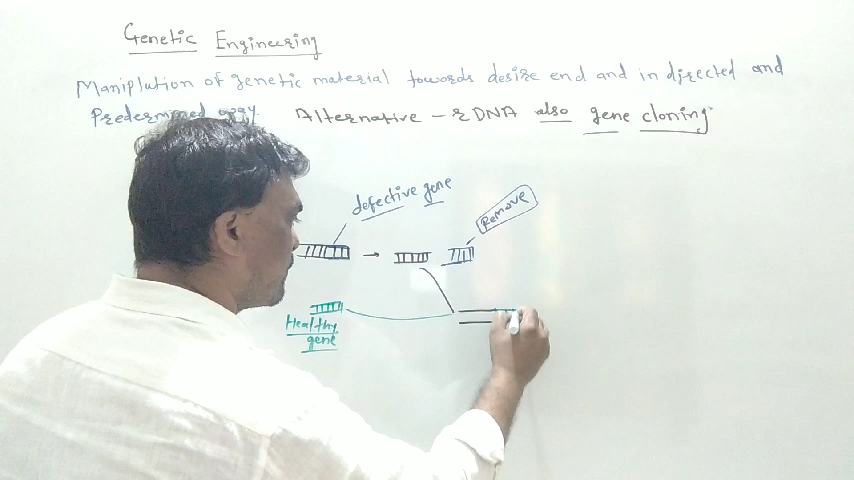 Genetic Engineering
Maniplution of genetic material towords desire end and in directed and
Alternative - rDNA also gene cloning
defective gene
Remove
→
Healthy
gene